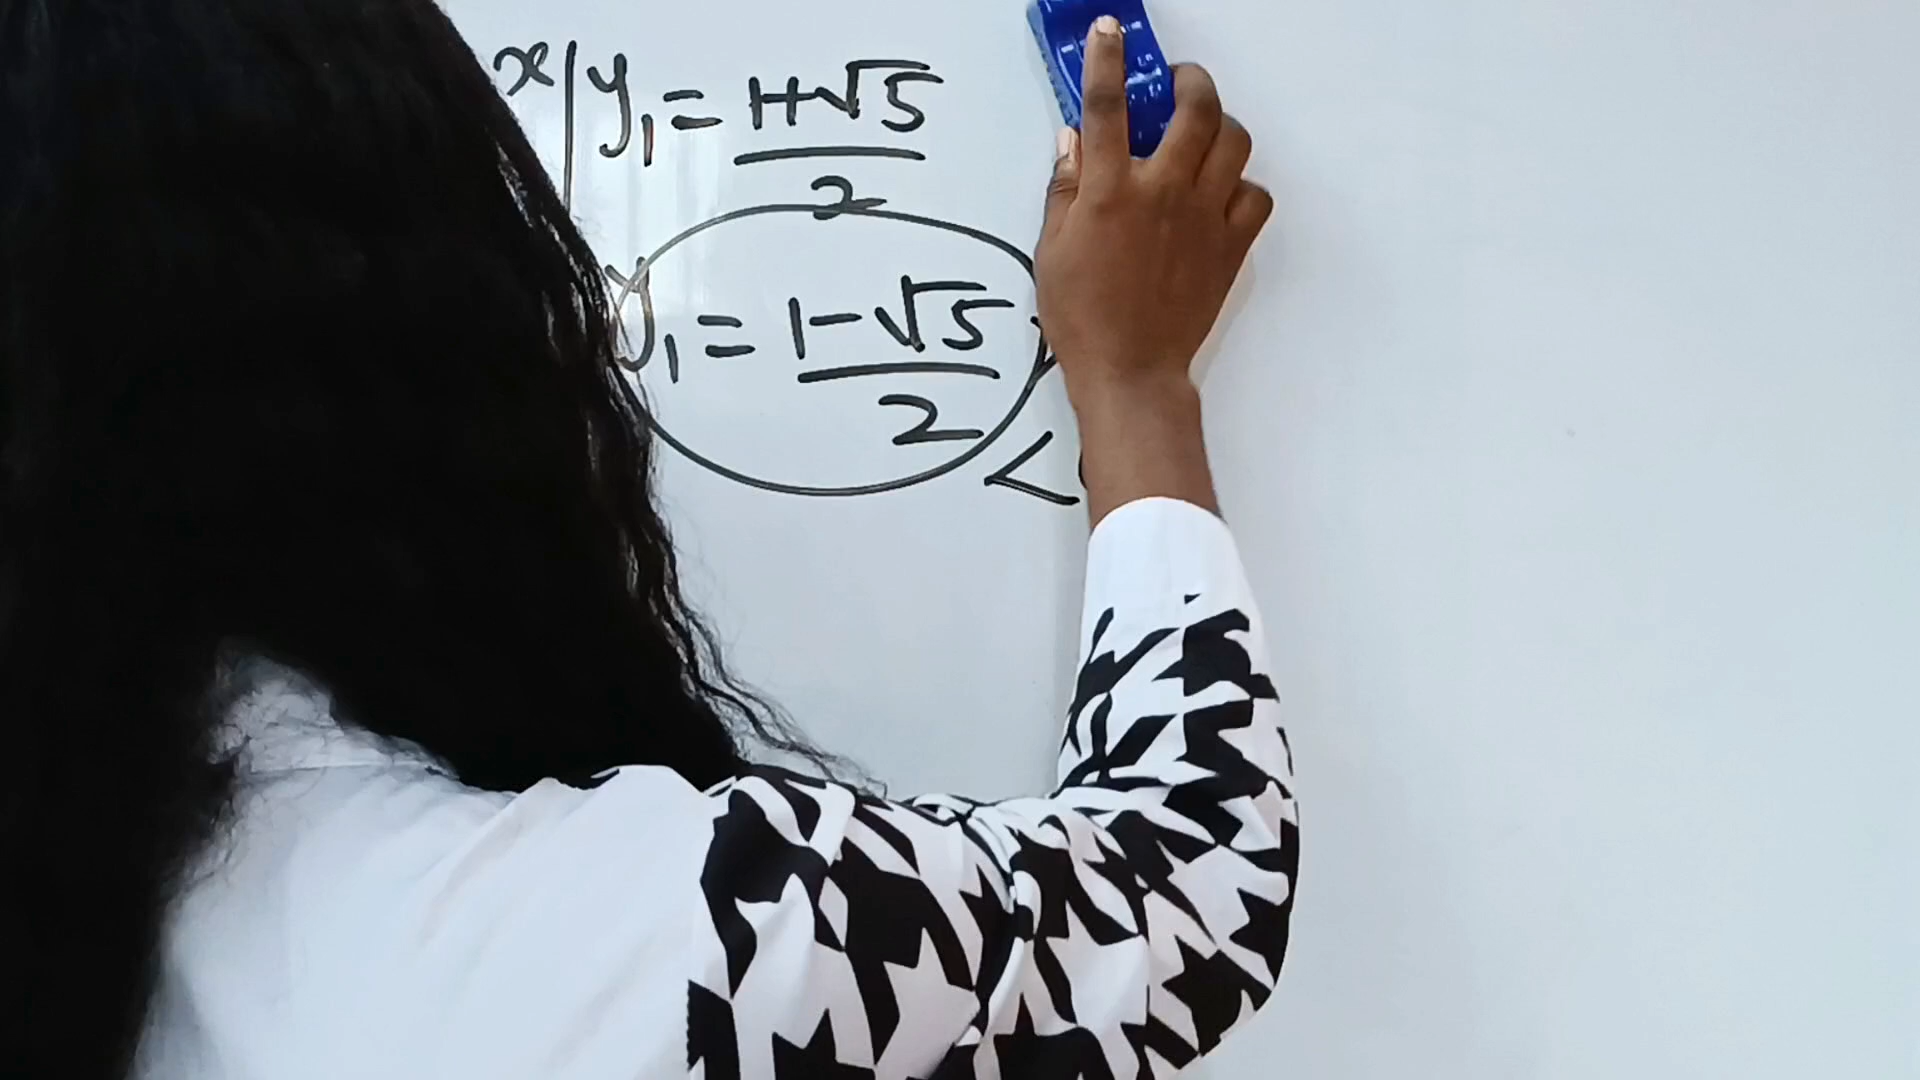 x | y₁ = (1+√5)/2
y₁ = (1-√5)/2
<